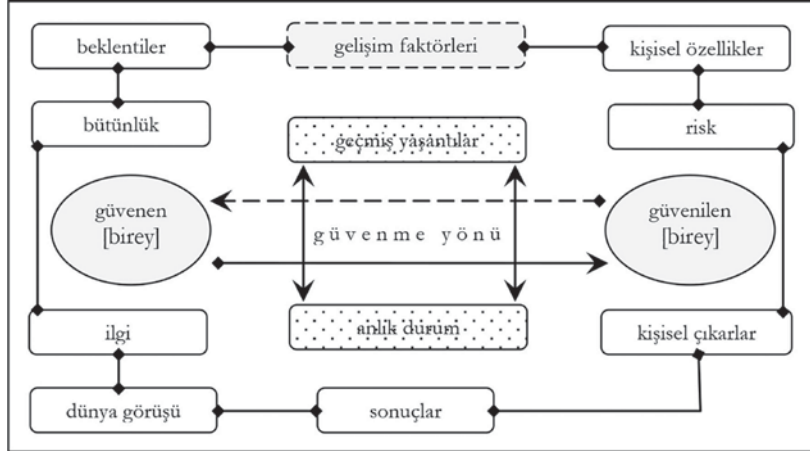 beklentiler
gelişim faktörleri
kişisel özellikler
bütünlük
geçmiş yaşantılar
risk
güvenen
[birey]
güvenme yönü
güvenilen
[birey]
ilgi
anlık durum
kişisel çıkarlar
dünya görüşü
sonuçlar